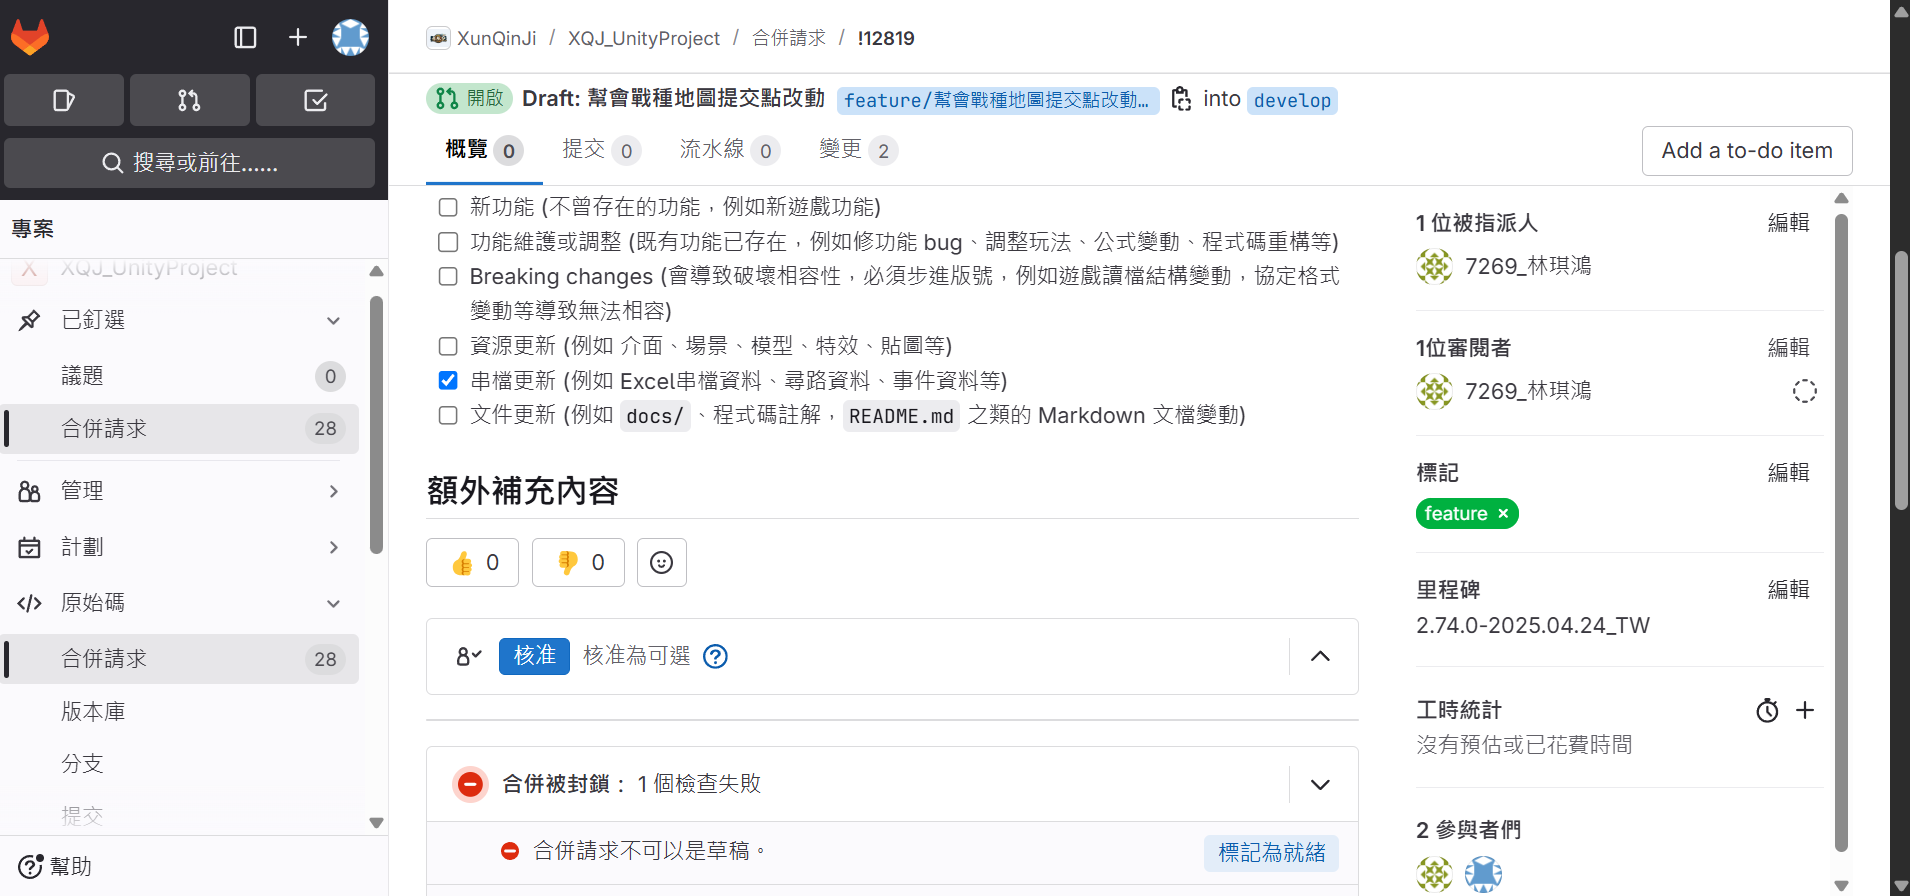 XunQinJi / XQJ_UnityProject / 合併請求 / !12819
開啟 Draft: 幫會戰種地圖提交點改動 feature/幫會戰種地圖提交點改動... into develop
概覽 0 提交 0 流水線 0 變更 2
Add a to-do item
搜尋或前往......
專案
X XQJ_UnityProject
已釘選
議題 0
合併請求 28
管理
計劃
原始碼
合併請求 28
版本庫
分支
提交
幫助
新功能 (不曾存在的功能，例如新遊戲功能)
功能維護或調整 (既有功能已存在，例如修功能 bug、調整玩法、公式變動、程式碼重構等)
Breaking changes (會導致破壞相容性，必須步進版號，例如遊戲讀檔結構變動，協定格式
變動等導致無法相容)
資源更新 (例如 介面、場景、模型、特效、貼圖等)
串檔更新 (例如 Excel串檔資料、尋路資料、事件資料等)
文件更新 (例如 docs/ 、程式碼註解， README.md 之類的 Markdown 文檔變動)
額外補充內容
👍 0 👎 0
核准 核准為可選
合併被封鎖： 1 個檢查失敗
合併請求不可以是草稿。 標記為就緒
1 位被指派人 編輯
7269_林琪鴻
1位審閱者 編輯
7269_林琪鴻
標記 編輯
feature ×
里程碑 編輯
2.74.0-2025.04.24_TW
工時統計
沒有預估或已花費時間
2 參與者們